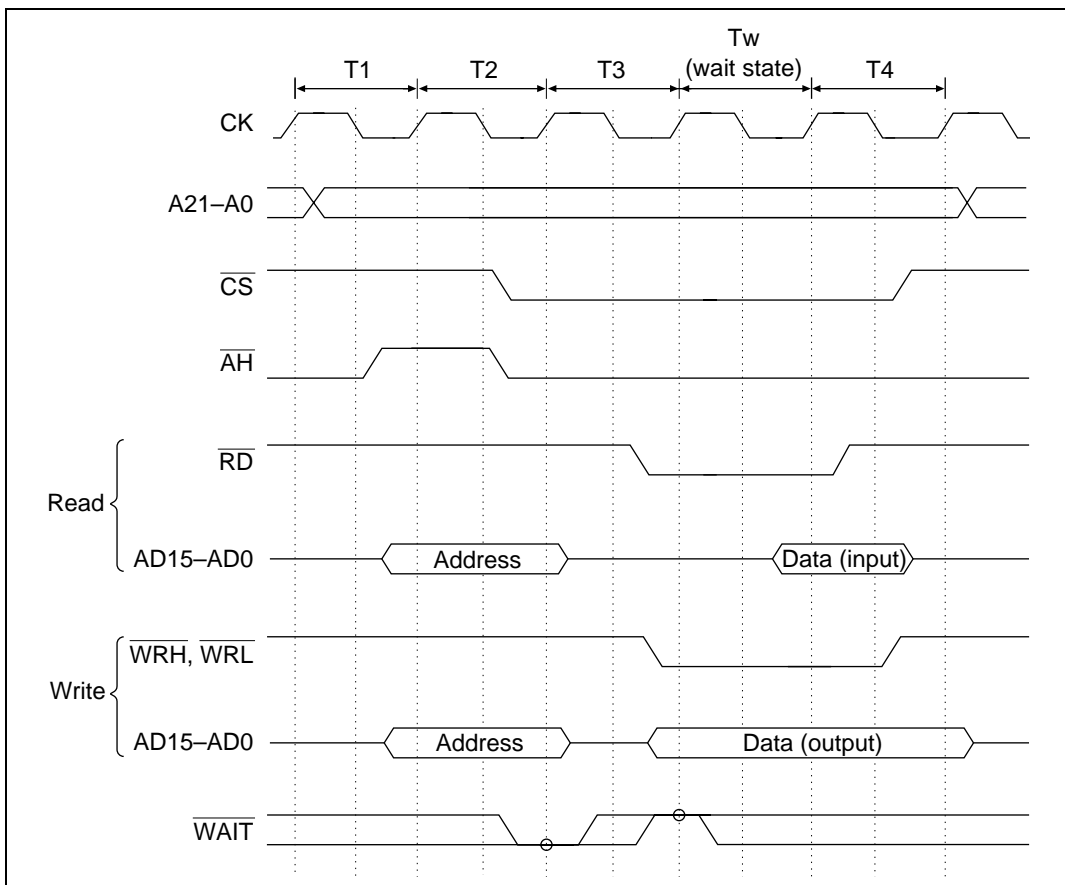 Tw
T1 T2 T3 (wait state) T4
CK
A21–A0
CS
AH
RD
Read
AD15–AD0 Address Data (input)
WRH, WRL
Write
AD15–AD0 Address Data (output)
WAIT